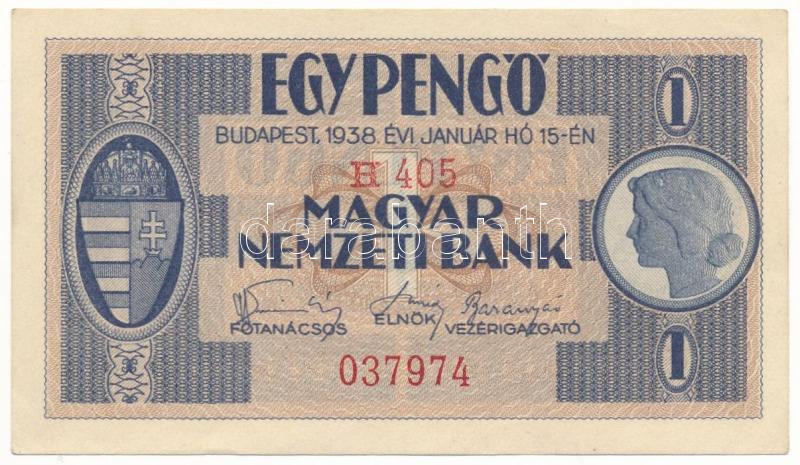 EGY PENGŐ
1
BUDAPEST, 1938. ÉVI JANUÁR HÓ 15-ÉN
H 405
MAGYAR
NEMZETI BANK
darabanth
FŐTANÁCSOS ELNÖK VEZÉRIGAZGATÓ
037974
1